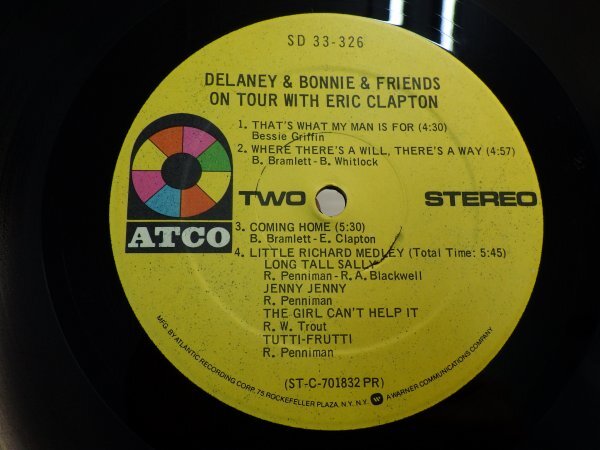 SD 33-326
DELANEY & BONNIE & FRIENDS
ON TOUR WITH ERIC CLAPTON
1. THAT'S WHAT MY MAN IS FOR (4:30)
Bessie Griffin
2. WHERE THERE'S A WILL, THERE'S A WAY (4:57)
B. Bramlett - B. Whitlock
TWO
STEREO
ATCO
3. COMING HOME (5:30)
B. Bramlett - E. Clapton
4. LITTLE RICHARD MEDLEY (Total Time: 5:45)
LONG TALL SALLY
R. Penniman - R. A. Blackwell
JENNY JENNY
R. Penniman
THE GIRL CAN'T HELP IT
R. W. Trout
TUTTI-FRUTTI
R. Penniman
(ST-C-701832 PR)
MFG. BY ATLANTIC RECORDING CORP. 75 ROCKEFELLER PLAZA, N.Y. N.Y. A WARNER COMMUNICATIONS COMPANY